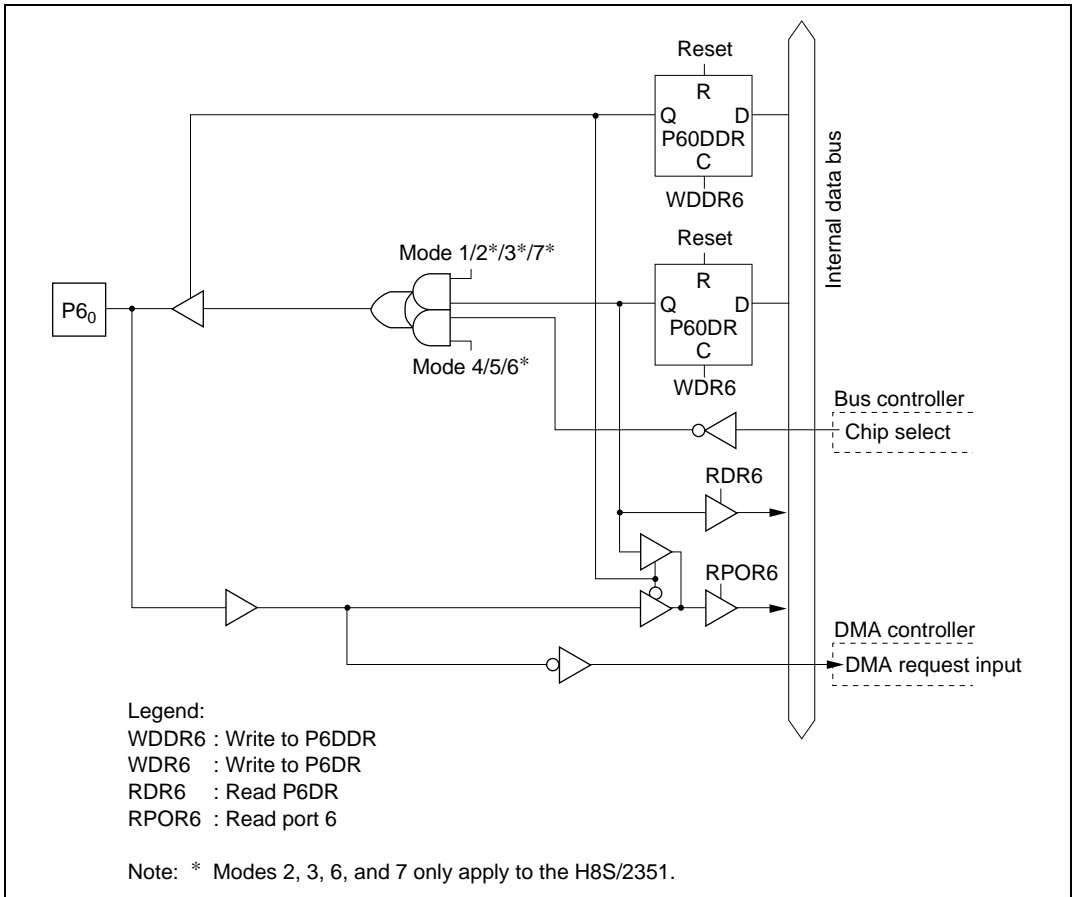 Reset
R
Q D
P60DDR
C
WDDR6
Internal data bus
Reset
Mode 1/2*/3*/7*
R
Q D
P60DR
C
WDR6
P6₀
Mode 4/5/6*
Bus controller
Chip select
RDR6
RPOR6
DMA controller
DMA request input
Legend:
WDDR6 : Write to P6DDR
WDR6 : Write to P6DR
RDR6 : Read P6DR
RPOR6 : Read port 6
Note: * Modes 2, 3, 6, and 7 only apply to the H8S/2351.